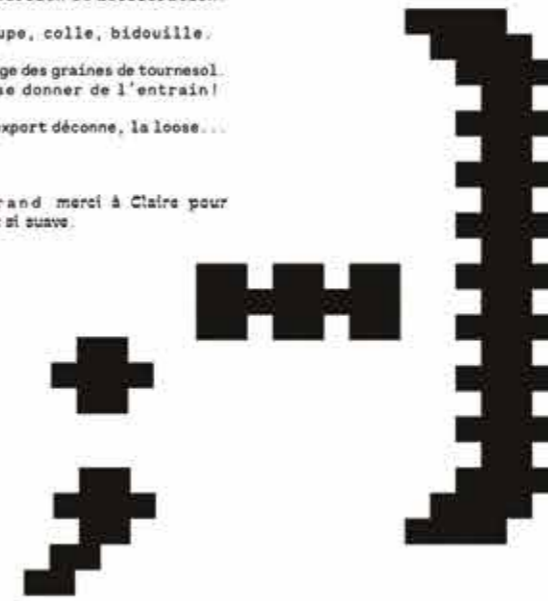 upe, colle, bidouille.
ge des graines de tournesol.
se donner de l'entrain!
xport déconne, la loose...
rand merci à Claire pour
si suave.
;-)